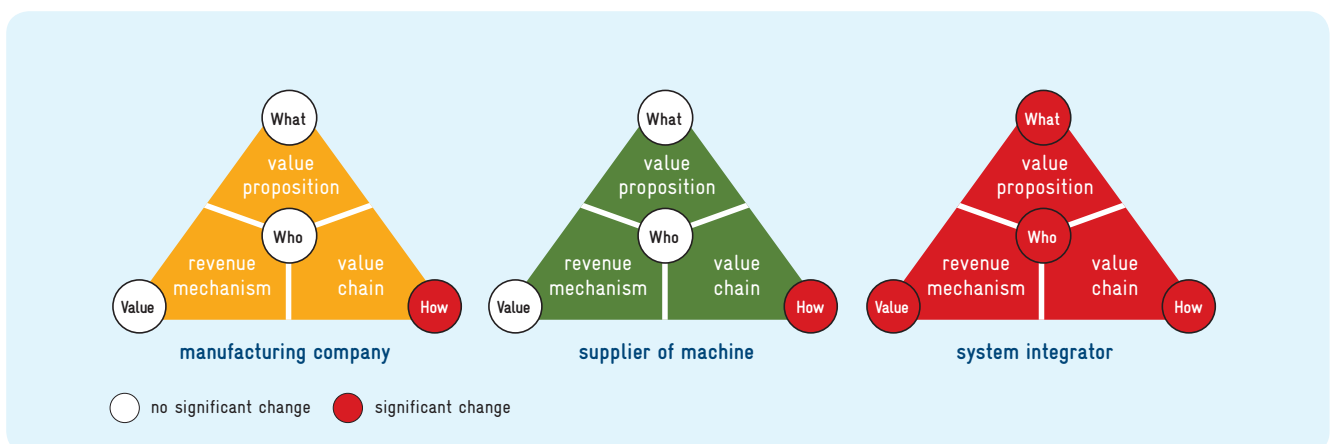 What
value
proposition
Who
revenue
mechanism
value
chain
Value
How
manufacturing company
What
value
proposition
Who
revenue
mechanism
value
chain
Value
How
supplier of machine
What
value
proposition
Who
revenue
mechanism
value
chain
Value
How
system integrator
no significant change
significant change